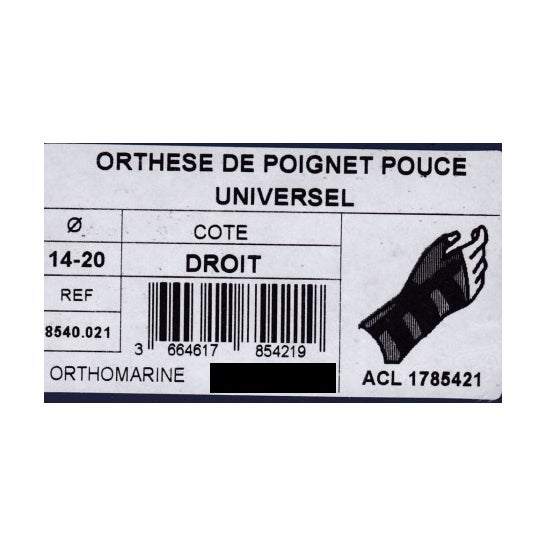 ORTHESE DE POIGNET POUCE
UNIVERSEL
Ø
COTE
14-20
DROIT
REF
8540.021
3 664617 854219
ORTHOMARINE
ACL 1785421